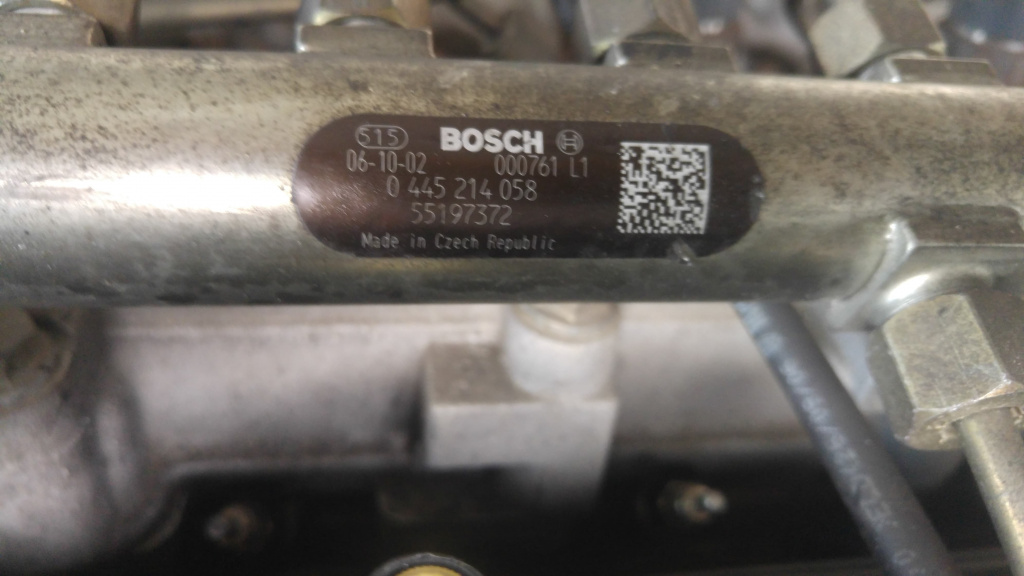 515 BOSCH
06-10-02 000761 L1
0 445 214 058
55197372
Made in Czech Republic